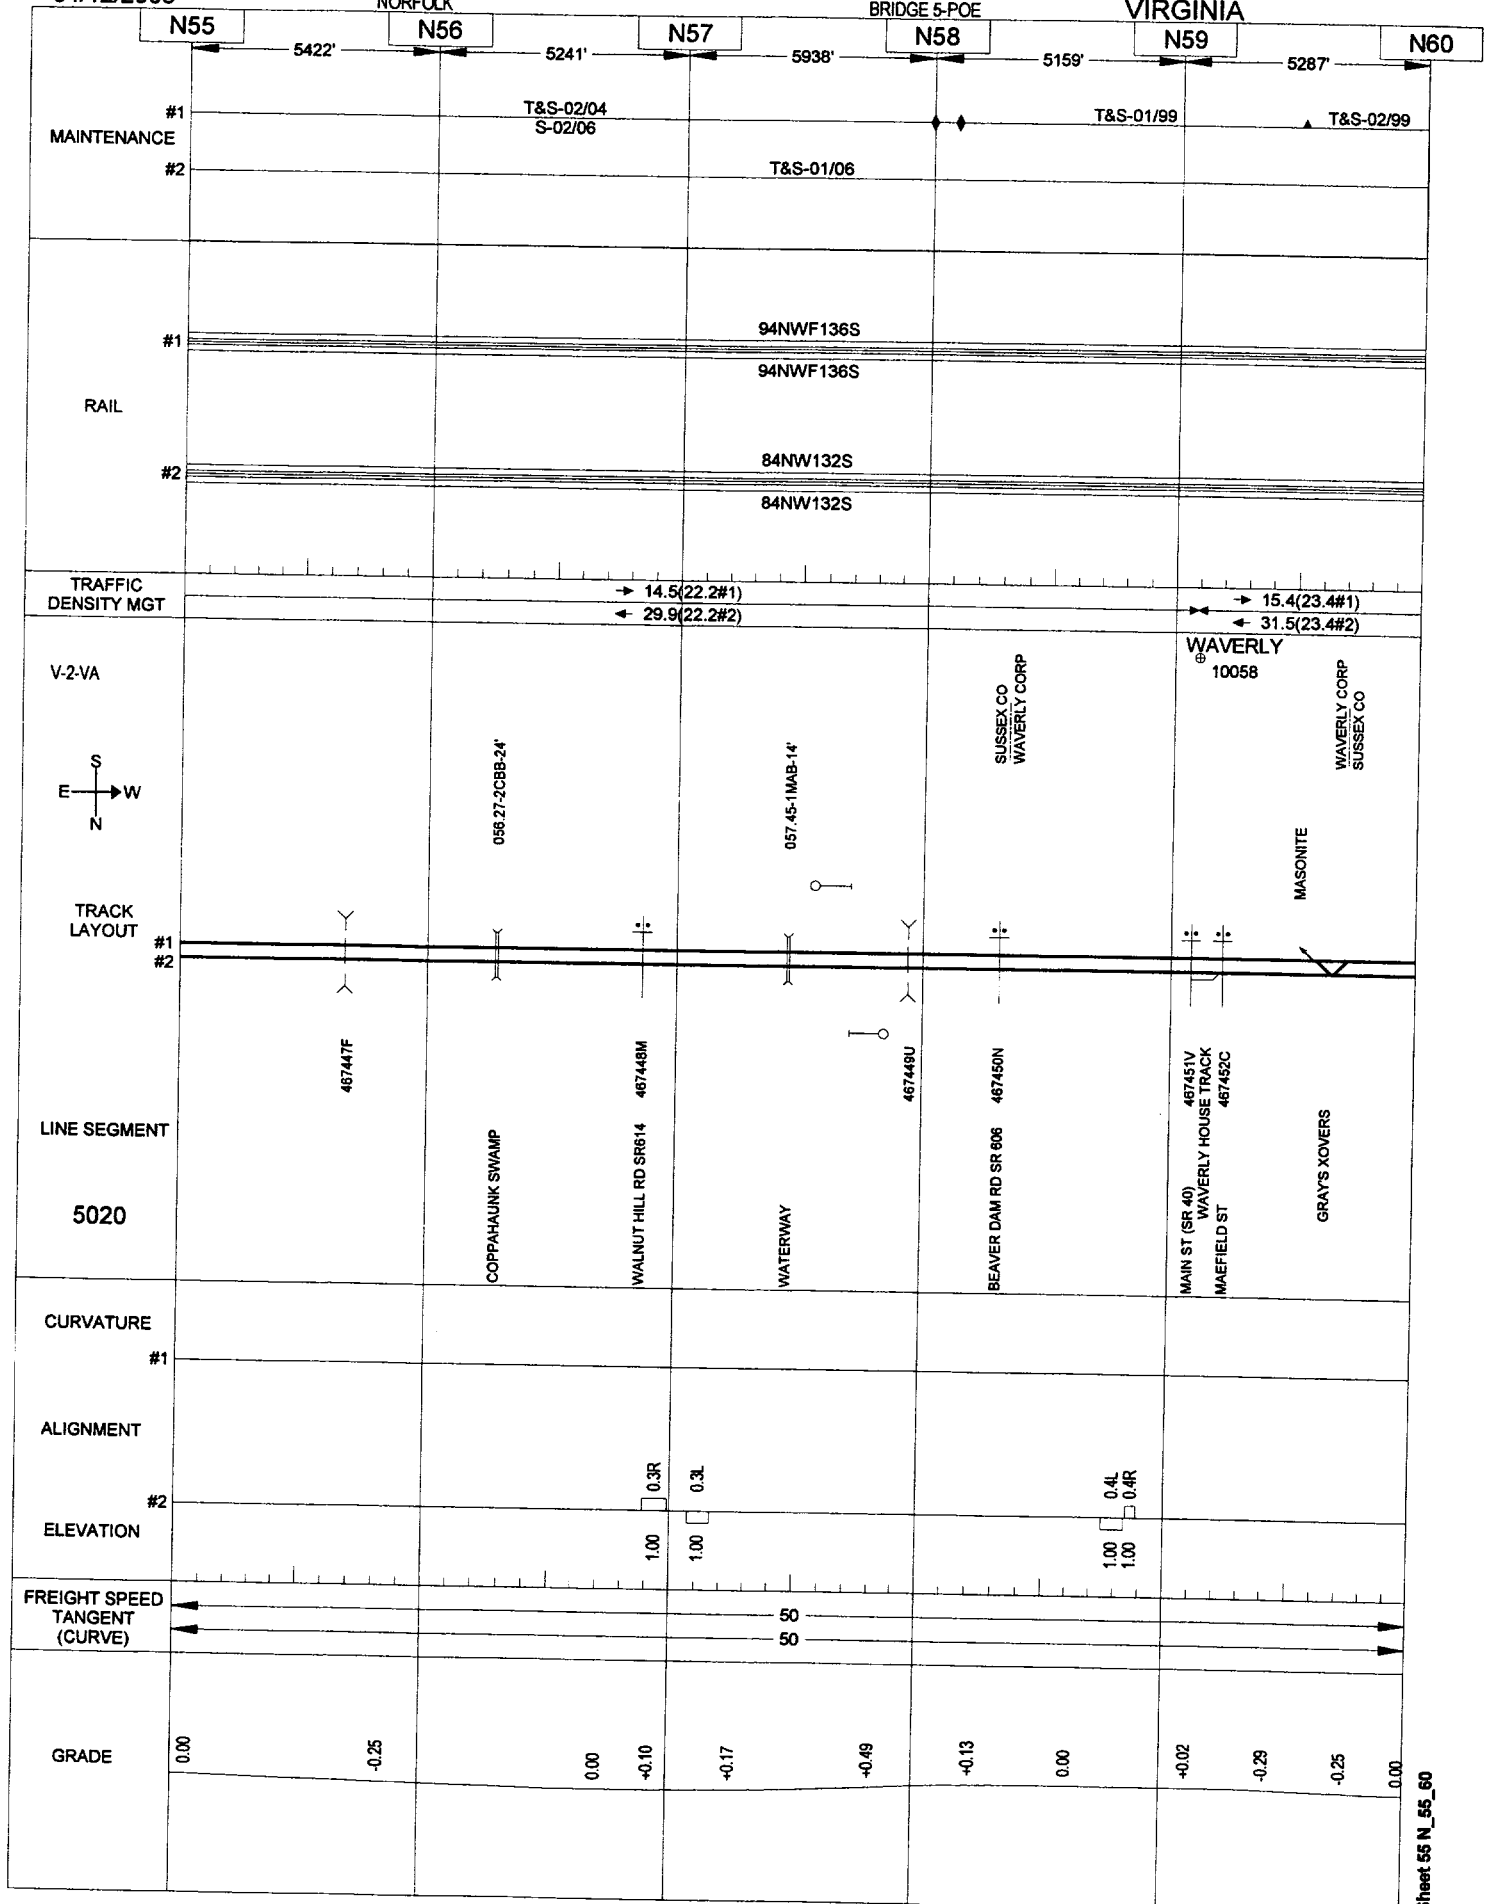 NORFOLK
BRIDGE 5-POE
VIRGINIA
N55
N56
N57
N58
N59
N60
5422'
5241'
5938'
5159'
5287'
MAINTENANCE
#1
T&S-02/04
S-02/06
T&S-01/99
T&S-02/99
#2
T&S-01/06
RAIL
#1
94NWF136S
94NWF136S
#2
84NW132S
84NW132S
TRAFFIC
DENSITY MGT
14.5(22.2#1)
29.9(22.2#2)
15.4(23.4#1)
31.5(23.4#2)
V-2-VA
WAVERLY
10058
SUSSEX CO
WAVERLY CORP
WAVERLY CORP
SUSSEX CO
S
E W
N
056.27-2CBB-24'
057.45-1MAB-14'
MASONITE
TRACK
LAYOUT
#1
#2
467447F
467448M
467449U
467450N
467451V
WAVERLY HOUSE TRACK
467452C
LINE SEGMENT
5020
COPPAHAUNK SWAMP
WALNUT HILL RD SR614
WATERWAY
BEAVER DAM RD SR 606
MAIN ST (SR 40)
MAEFIELD ST
GRAY'S XOVERS
CURVATURE
#1
ALIGNMENT
#2
0.3R
0.3L
0.4L
0.4R
ELEVATION
1.00
1.00
1.00
1.00
FREIGHT SPEED
TANGENT
(CURVE)
50
50
GRADE
0.00
-0.25
0.00
+0.10
+0.17
+0.49
+0.13
0.00
+0.02
-0.29
-0.25
0.00
Sheet 55 N_55_60